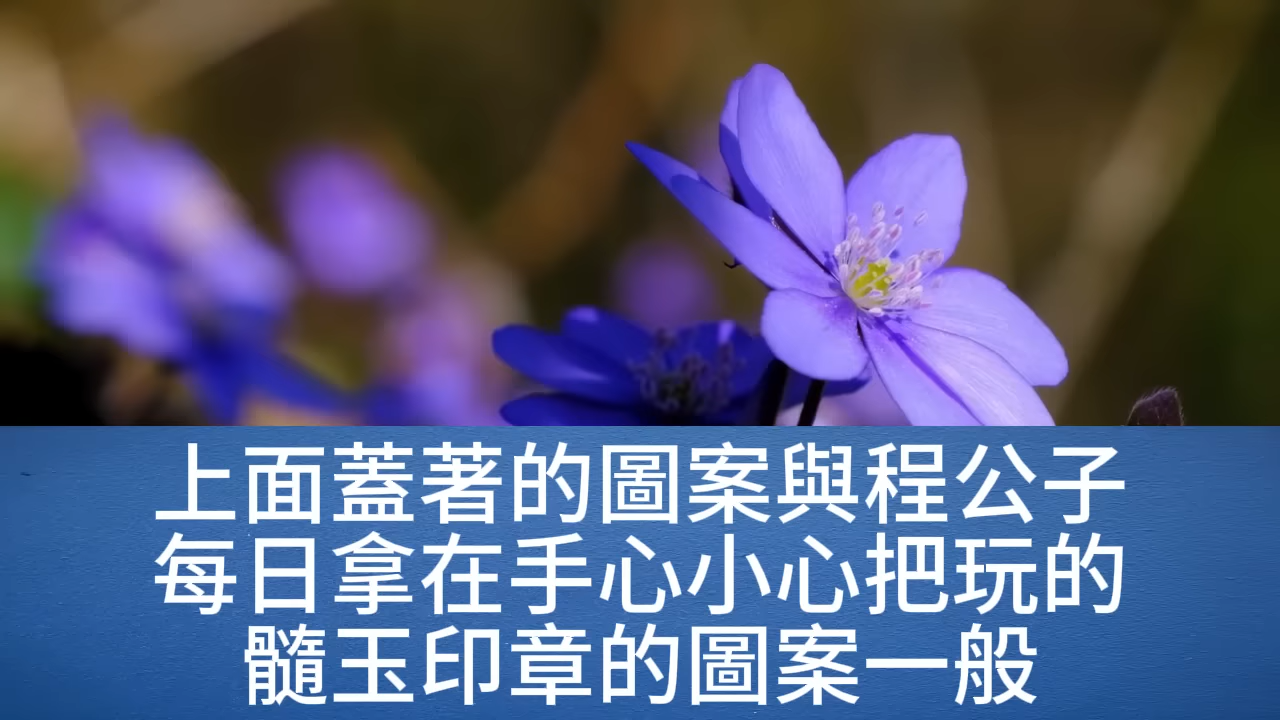 上面蓋著的圖案與程公子
每日拿在手心小心把玩的
髓玉印章的圖案一般